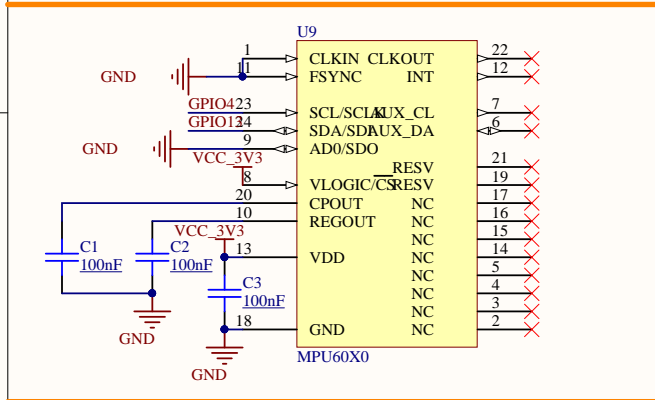 U9
1 CLKIN CLKOUT 22
GND 11 FSYNC INT 12
GPIO4 23 SCL/SCLK AUX_CL 7
GPIO13 24 SDA/SDI AUX_DA 6
GND 9 AD0/SDO
VCC_3V3 RESV 21
8 VLOGIC/CS RESV 19
20 CPOUT NC 17
10 REGOUT NC 16
VCC_3V3 NC 15
C1 C2 13 VDD NC 14
100nF 100nF NC 5
C3 NC 4
100nF NC 3
18 GND NC 2
GND
MPU60X0
GND